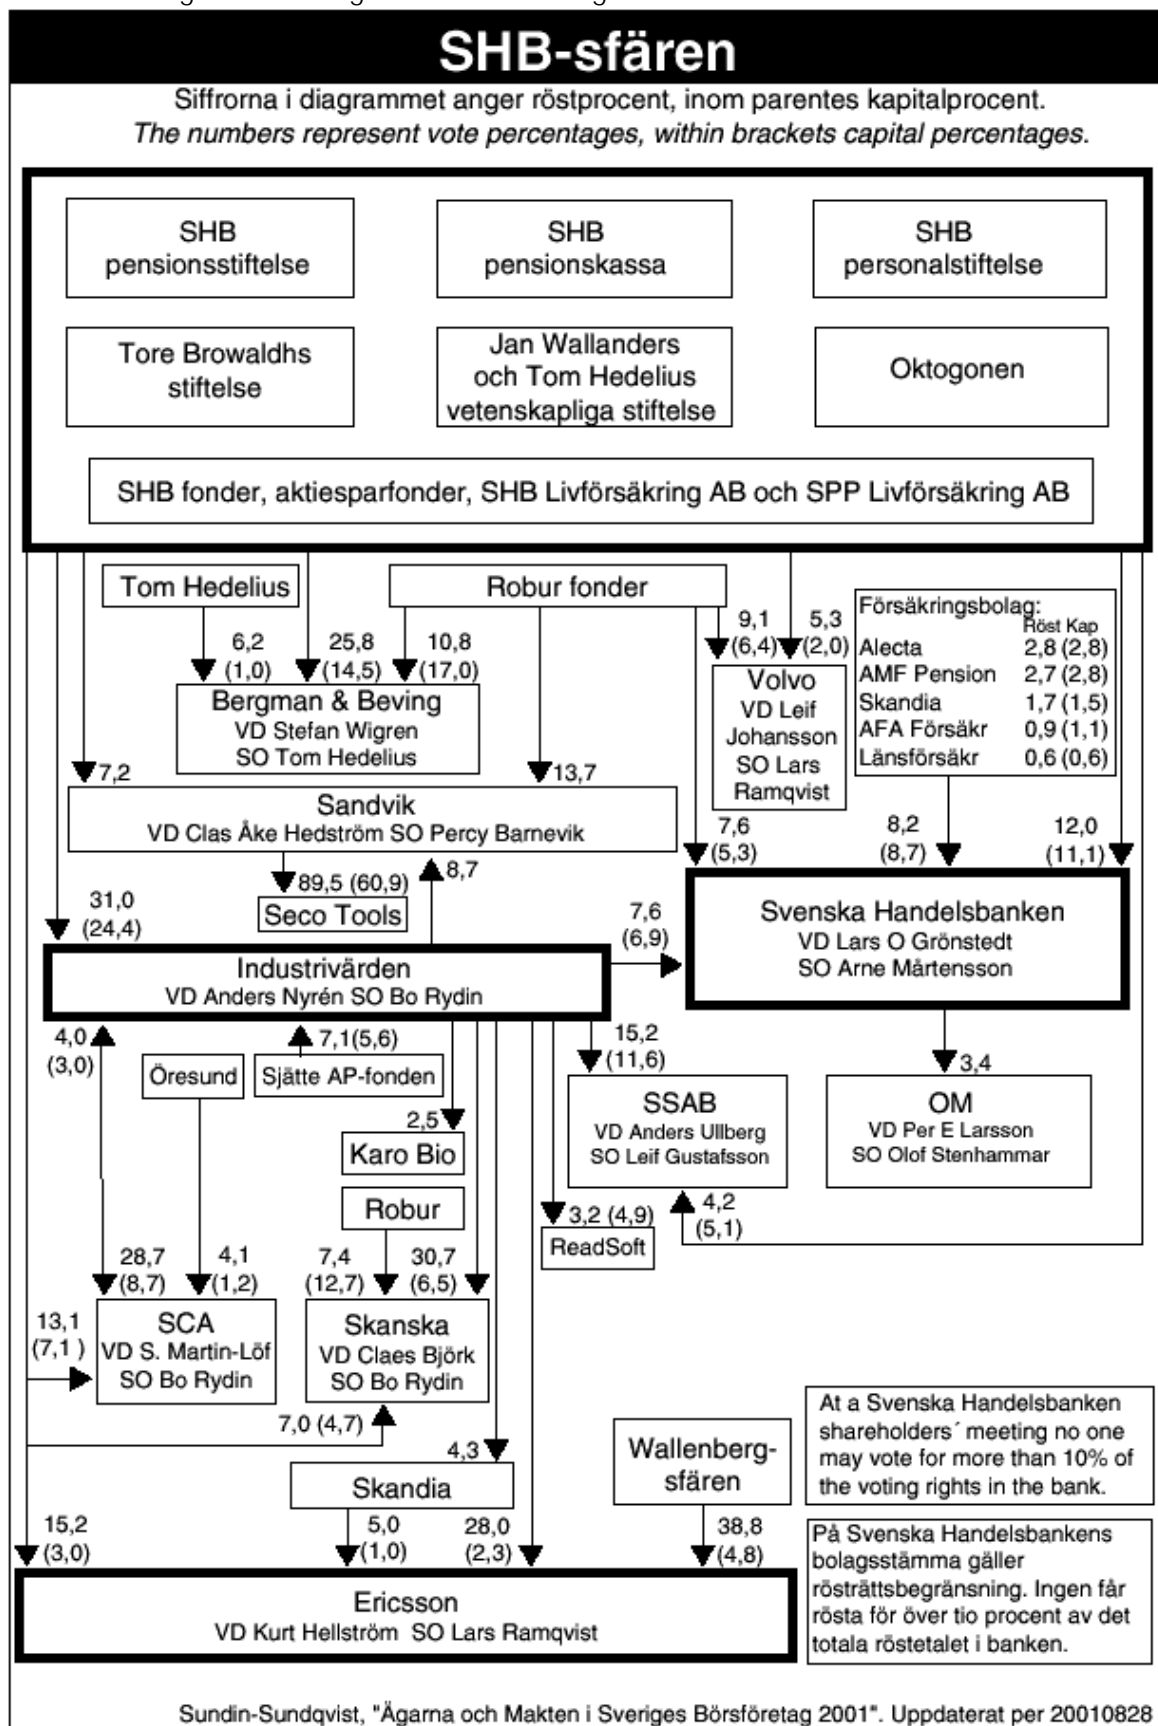 SHB-sfären
Siffrorna i diagrammet anger röstprocent, inom parentes kapitalprocent.
The numbers represent vote percentages, within brackets capital percentages.
SHB
pensionsstiftelse
SHB
pensionskassa
SHB
personalstiftelse
Tore Browaldhs
stiftelse
Jan Wallanders
och Tom Hedelius
vetenskapliga stiftelse
Oktogonen
SHB fonder, aktiesparfonder, SHB Livförsäkring AB och SPP Livförsäkring AB
Tom Hedelius
Robur fonder
6,2
(1,0)
25,8
(14,5)
10,8
(17,0)
9,1
(6,4)
5,3
(2,0)
Försäkringsbolag:
Röst Kap
Alecta 2,8 (2,8)
AMF Pension 2,7 (2,8)
Skandia 1,7 (1,5)
AFA Försäkr 0,9 (1,1)
Länsförsäkr 0,6 (0,6)
Bergman & Beving
VD Stefan Wigren
SO Tom Hedelius
Volvo
VD Leif
Johansson
SO Lars
Ramqvist
7,2
13,7
Sandvik
VD Clas Åke Hedström SO Percy Barnevik
7,6
(5,3)
8,2
(8,7)
12,0
(11,1)
89,5 (60,9)
8,7
Seco Tools
31,0
(24,4)
7,6
(6,9)
Svenska Handelsbanken
VD Lars O Grönstedt
SO Arne Mårtensson
Industrivärden
VD Anders Nyrén SO Bo Rydin
4,0
(3,0)
7,1(5,6)
15,2
(11,6)
3,4
Öresund
Sjätte AP-fonden
SSAB
VD Anders Ullberg
SO Leif Gustafsson
OM
VD Per E Larsson
SO Olof Stenhammar
2,5
Karo Bio
Robur
3,2 (4,9)
ReadSoft
4,2
(5,1)
28,7
(8,7)
4,1
(1,2)
7,4
(12,7)
30,7
(6,5)
13,1
(7,1 )
SCA
VD S. Martin-Löf
SO Bo Rydin
Skanska
VD Claes Björk
SO Bo Rydin
7,0 (4,7)
4,3
Skandia
Wallenberg-
sfären
At a Svenska Handelsbanken
shareholders´ meeting no one
may vote for more than 10% of
the voting rights in the bank.
15,2
(3,0)
5,0
(1,0)
28,0
(2,3)
38,8
(4,8)
På Svenska Handelsbankens
bolagsstämma gäller
rösträttsbegränsning. Ingen får
rösta för över tio procent av det
totala röstetalet i banken.
Ericsson
VD Kurt Hellström SO Lars Ramqvist
Sundin-Sundqvist, "Ägarna och Makten i Sveriges Börsföretag 2001". Uppdaterat per 20010828